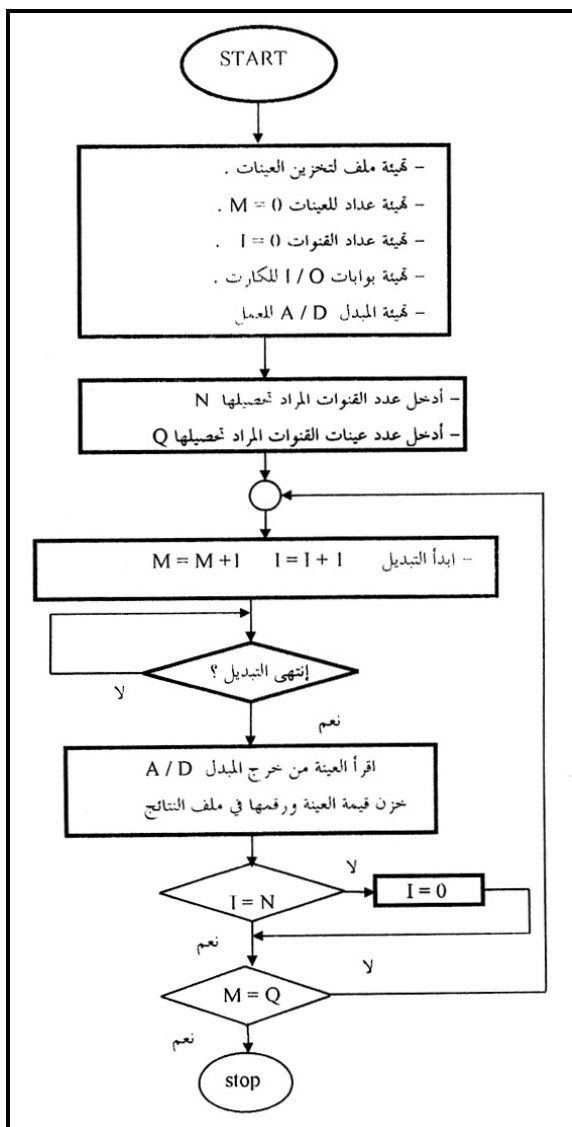 START
– تهيئة ملف لتخزين العينات .
– تهيئة عداد للعينات M = 0 .
– تهيئة عداد القنوات I = 0 .
– تهيئة بوابات I / O للكارت .
– تهيئة المبدل A / D للعمل
– أدخل عدد القنوات المراد تحصيلها N
– أدخل عدد عينات القنوات المراد تحصيلها Q
– ابدأ التبديل I = I + 1 M = M +1
إنتهى التبديل ؟
لا
نعم
اقرأ العينة من خرج المبدل A / D
خزن قيمة العينة ورقمها في ملف النتائج
I = N
لا
I = 0
نعم
M = Q
لا
نعم
stop